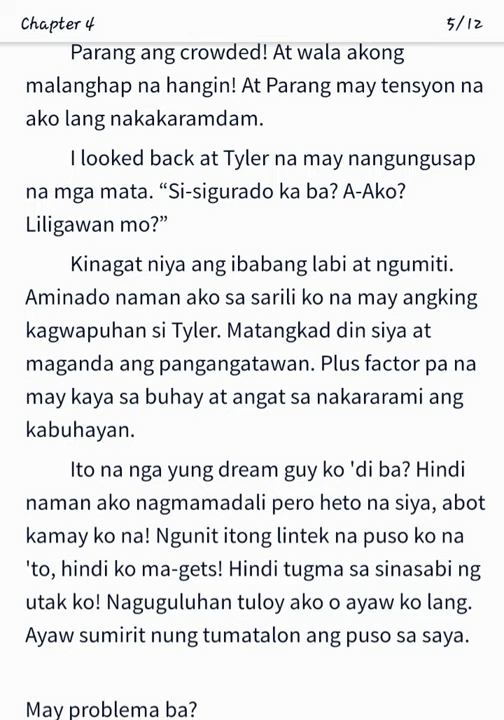 Chapter 4
5/12
Parang ang crowded! At wala akong
malanghap na hangin! At Parang may tensyon na
ako lang nakakaramdam.
I looked back at Tyler na may nangungusap
na mga mata. “Si-sigurado ka ba? A-Ako?
Liligawan mo?”
Kinagat niya ang ibabang labi at ngumiti.
Aminado naman ako sa sarili ko na may angking
kagwapuhan si Tyler. Matangkad din siya at
maganda ang pangangatawan. Plus factor pa na
may kaya sa buhay at angat sa nakararami ang
kabuhayan.
Ito na nga yung dream guy ko 'di ba? Hindi
naman ako nagmamadali pero heto na siya, abot
kamay ko na! Ngunit itong lintek na puso ko na
'to, hindi ko ma-gets! Hindi tugma sa sinasabi ng
utak ko! Naguguluhan tuloy ako o ayaw ko lang.
Ayaw sumirit nung tumatalon ang puso sa saya.
May problema ba?